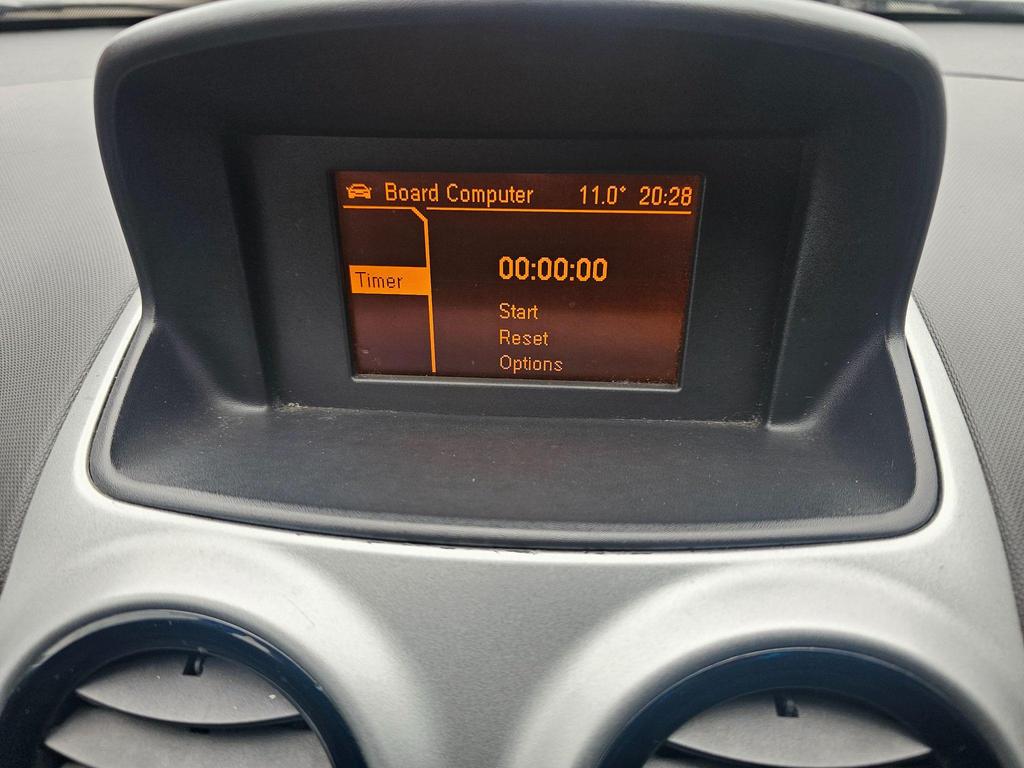 Board Computer 11.0° 20:28
Timer
00:00:00
Start
Reset
Options